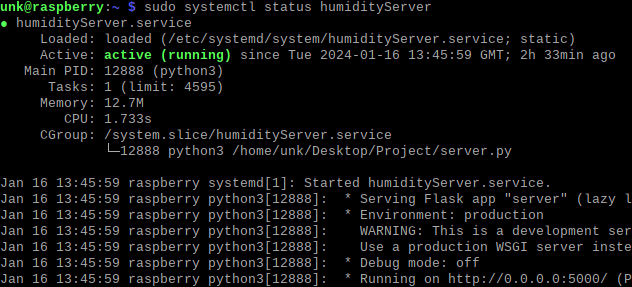 unk@raspberry:~ $ sudo systemctl status humidityServer
● humidityServer.service
Loaded: loaded (/etc/systemd/system/humidityServer.service; static)
Active: active (running) since Tue 2024-01-16 13:45:59 GMT; 2h 33min ago
Main PID: 12888 (python3)
Tasks: 1 (limit: 4595)
Memory: 12.7M
CPU: 1.733s
CGroup: /system.slice/humidityServer.service
└─12888 python3 /home/unk/Desktop/Project/server.py
Jan 16 13:45:59 raspberry systemd[1]: Started humidityServer.service.
Jan 16 13:45:59 raspberry python3[12888]:  * Serving Flask app "server" (lazy l
Jan 16 13:45:59 raspberry python3[12888]:  * Environment: production
Jan 16 13:45:59 raspberry python3[12888]:    WARNING: This is a development ser
Jan 16 13:45:59 raspberry python3[12888]:    Use a production WSGI server inste
Jan 16 13:45:59 raspberry python3[12888]:  * Debug mode: off
Jan 16 13:45:59 raspberry python3[12888]:  * Running on http://0.0.0.0:5000/ (P